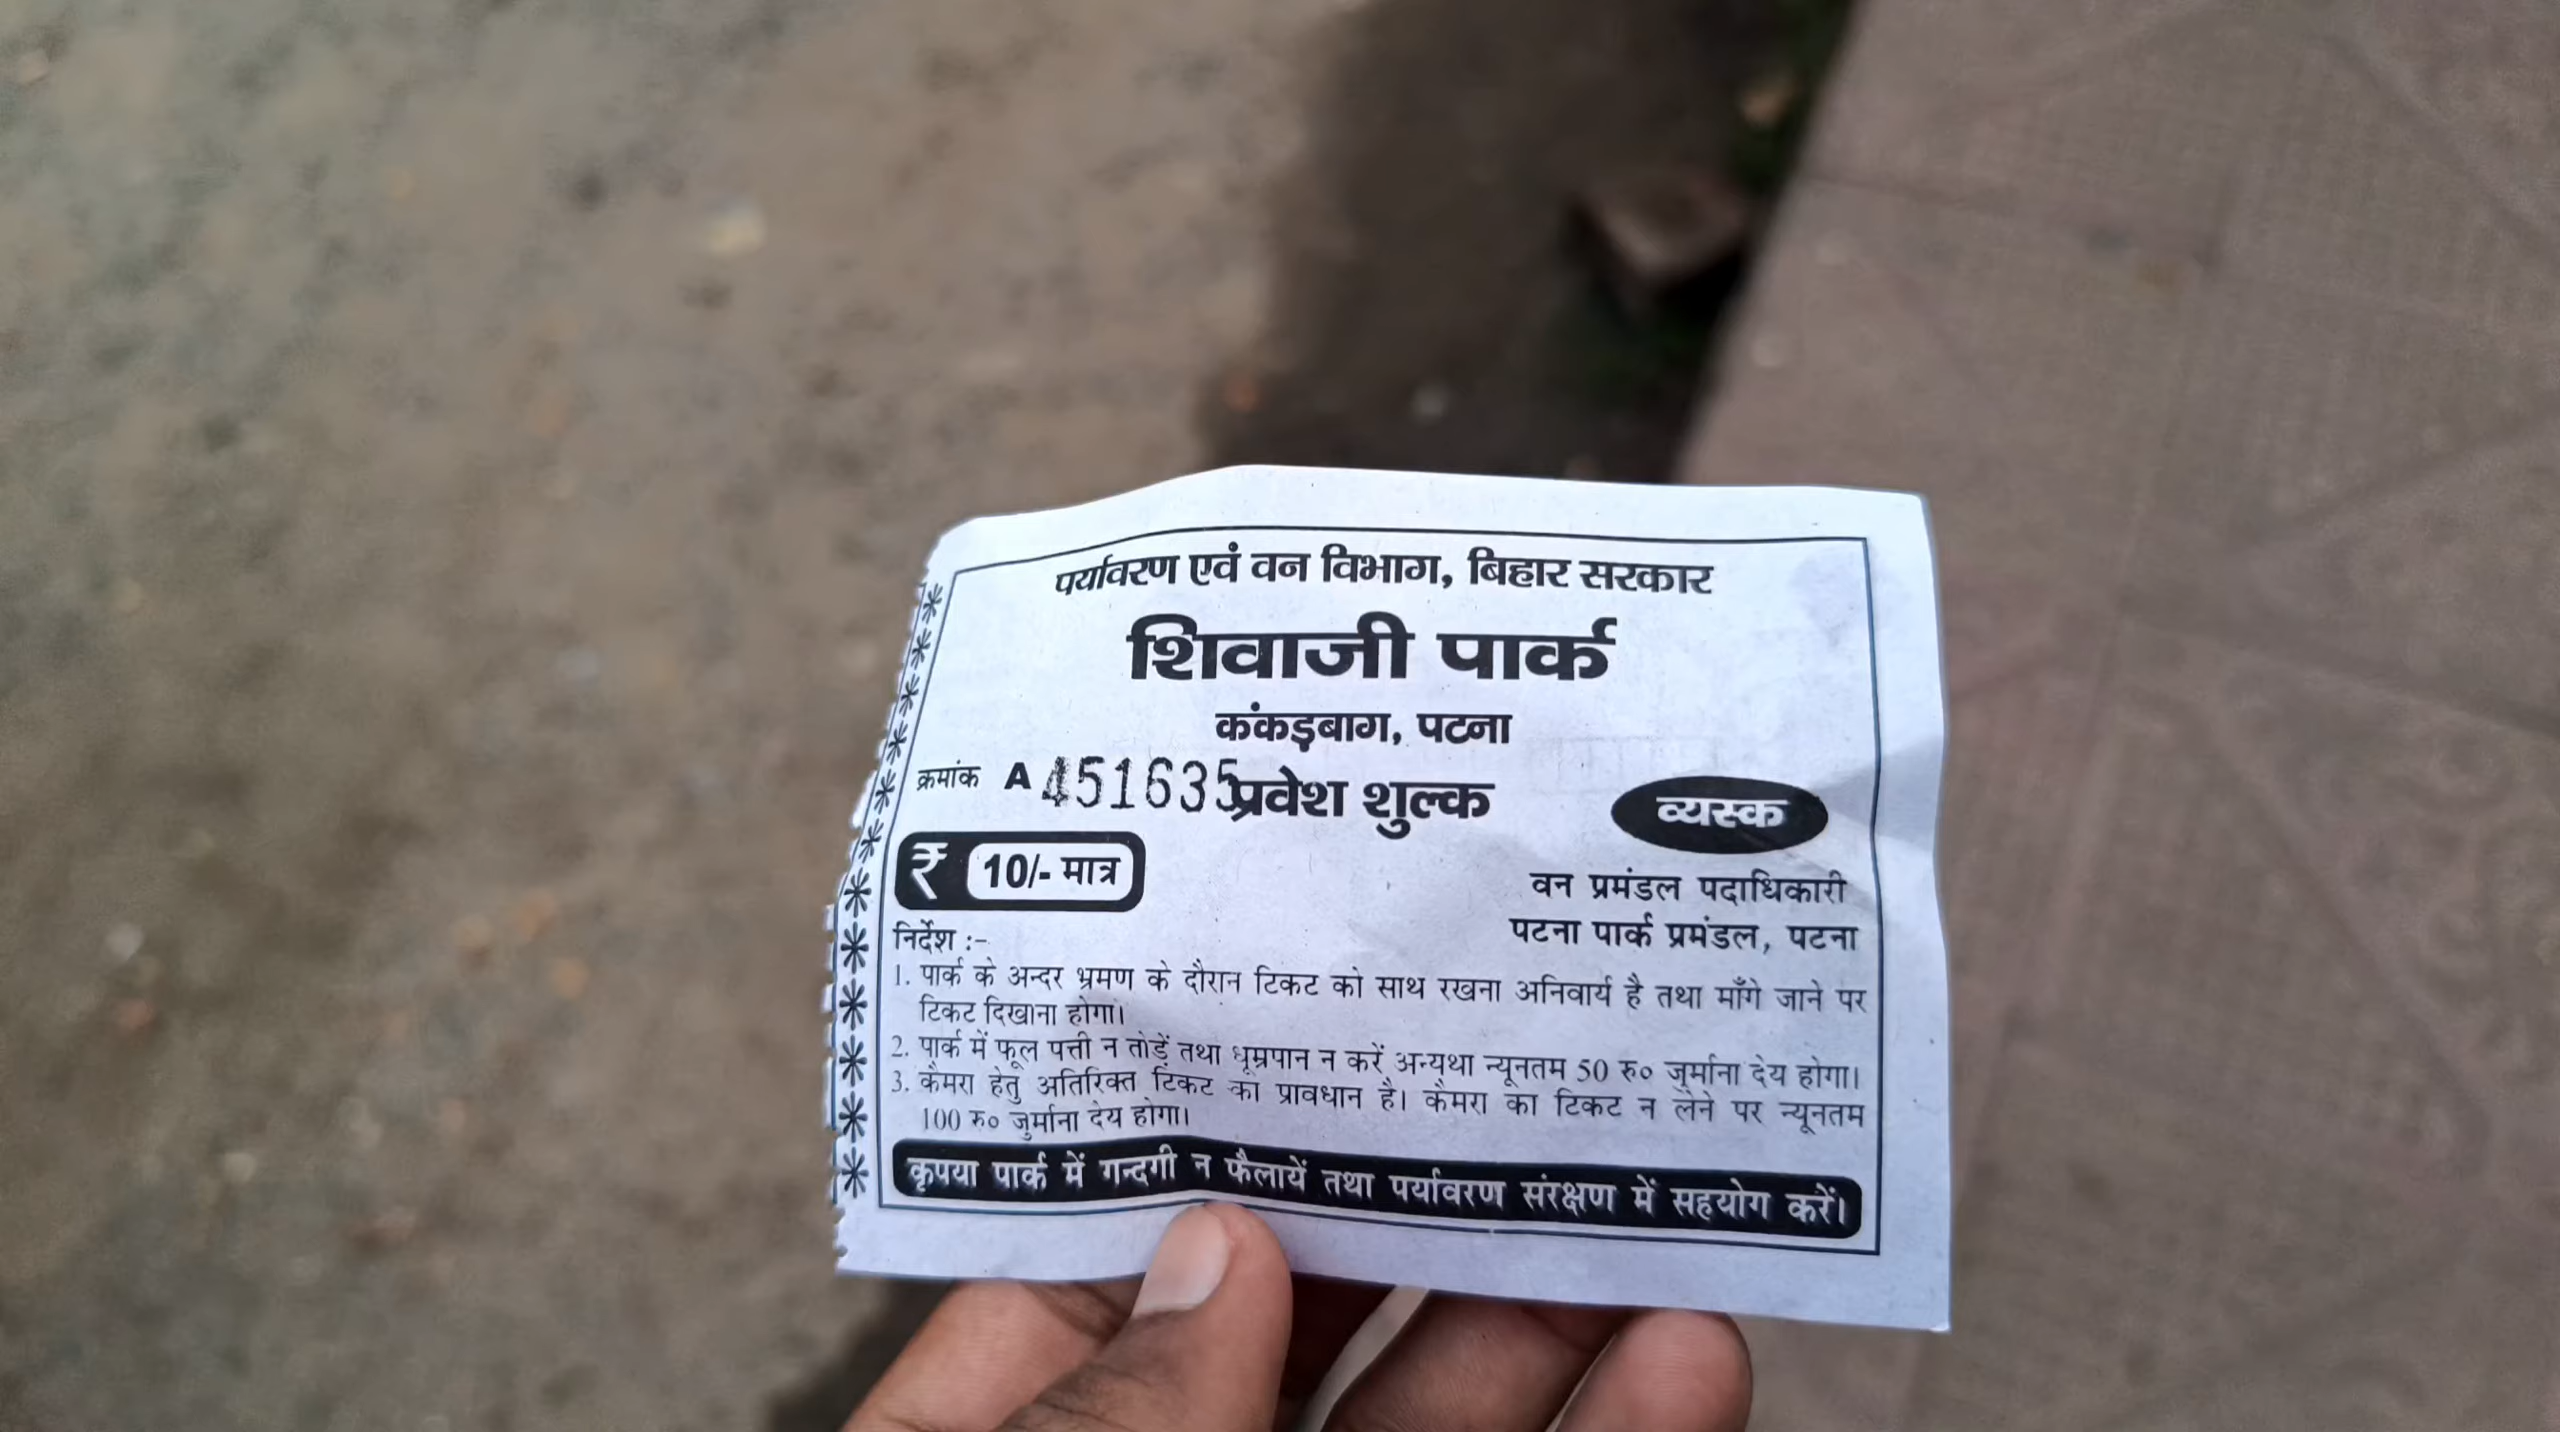 पर्यावरण एवं वन विभाग, बिहार सरकार
शिवाजी पार्क
कंकड़बाग, पटना
क्रमांक A 451635 प्रवेश शुल्क व्यस्क
₹ 10/- मात्र
वन प्रमंडल पदाधिकारी
पटना पार्क प्रमंडल, पटना
निर्देश :-
1. पार्क के अन्दर भ्रमण के दौरान टिकट को साथ रखना अनिवार्य है तथा माँगे जाने पर
टिकट दिखाना होगा।
2. पार्क में फूल पत्ती न तोड़ें तथा धूम्रपान न करें अन्यथा न्यूनतम 50 रु० जुर्माना देय होगा।
3. कैमरा हेतु अतिरिक्त टिकट का प्रावधान है। कैमरा का टिकट न लेने पर न्यूनतम
100 रु० जुर्माना देय होगा।
कृपया पार्क में गन्दगी न फैलायें तथा पर्यावरण संरक्षण में सहयोग करें।